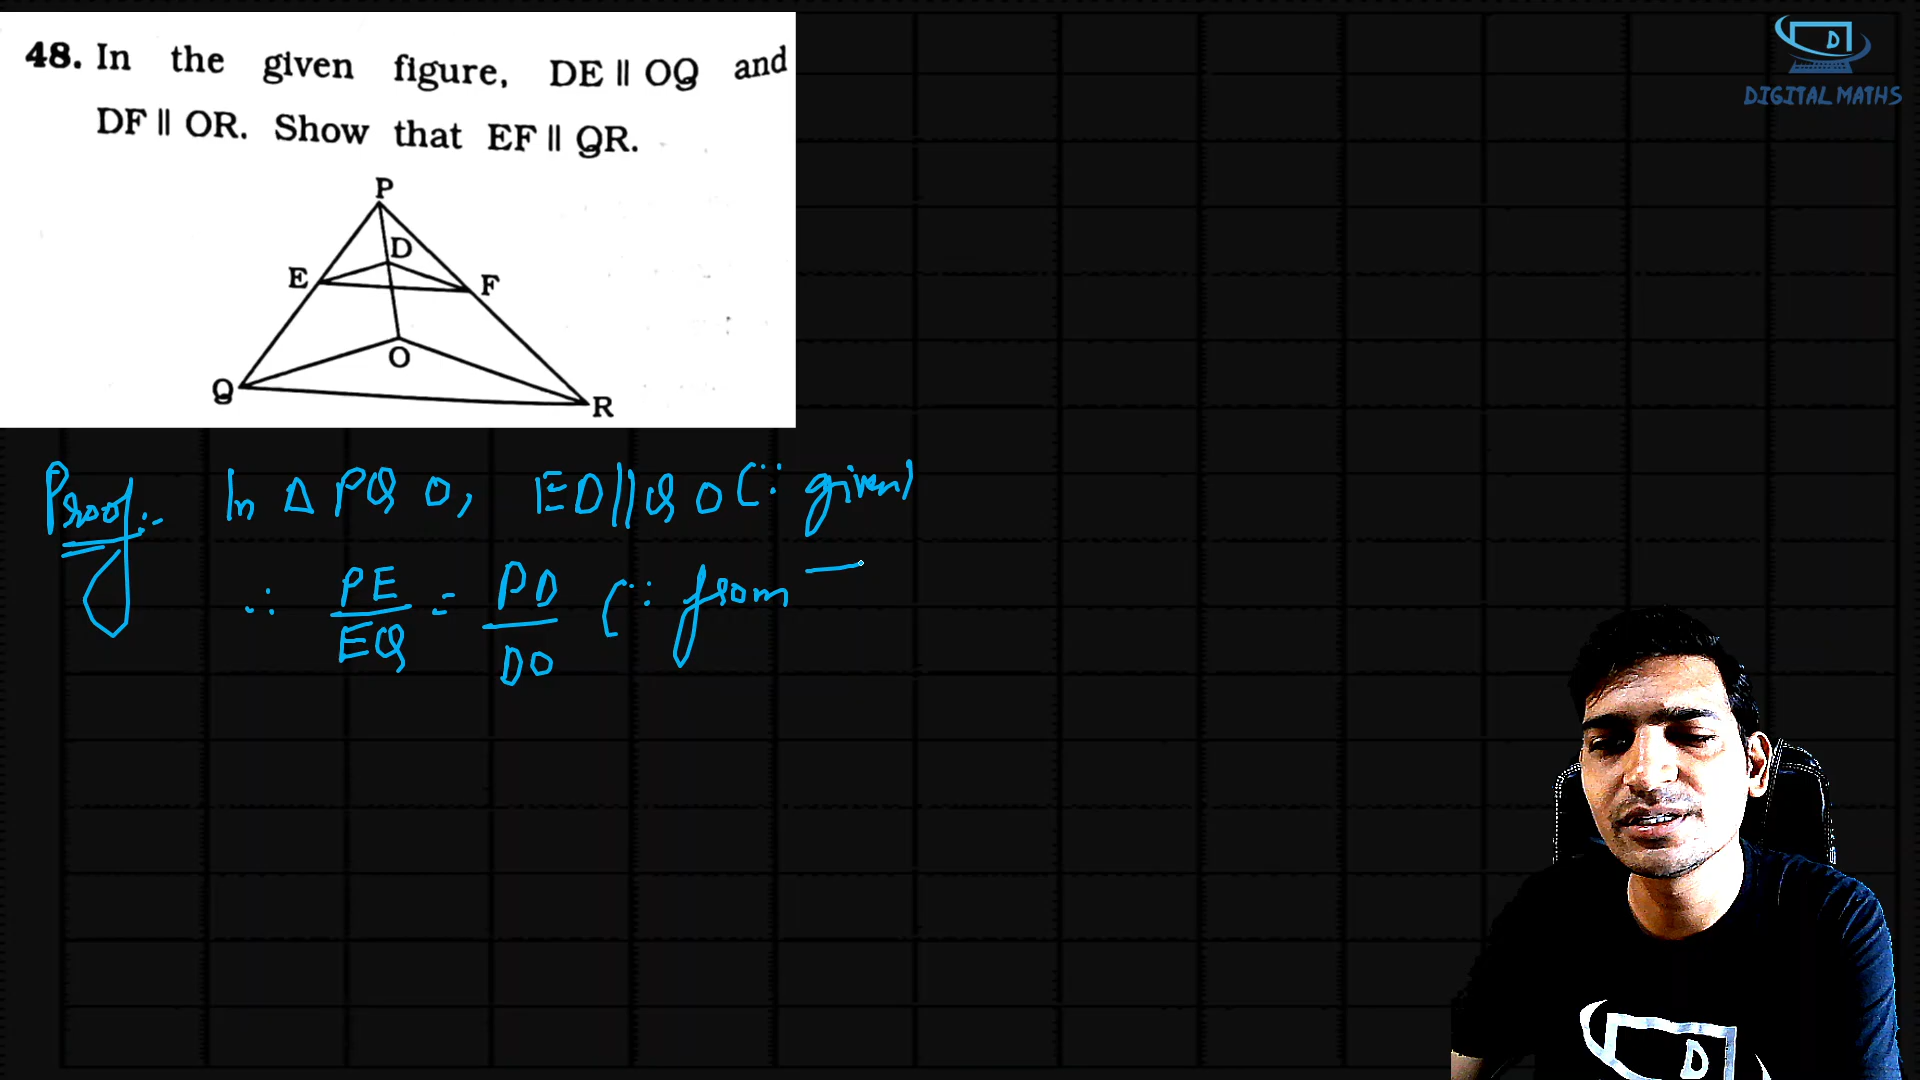 48. In the given figure, DE || OQ and
DF || OR. Show that EF || QR.
P
D
E
F
O
Q
R
D
DIGITAL MATHS
Proof:- In Δ PQO, ED||QO (∵ given)
∴ PE/EQ = PD/DO (∵ from
D